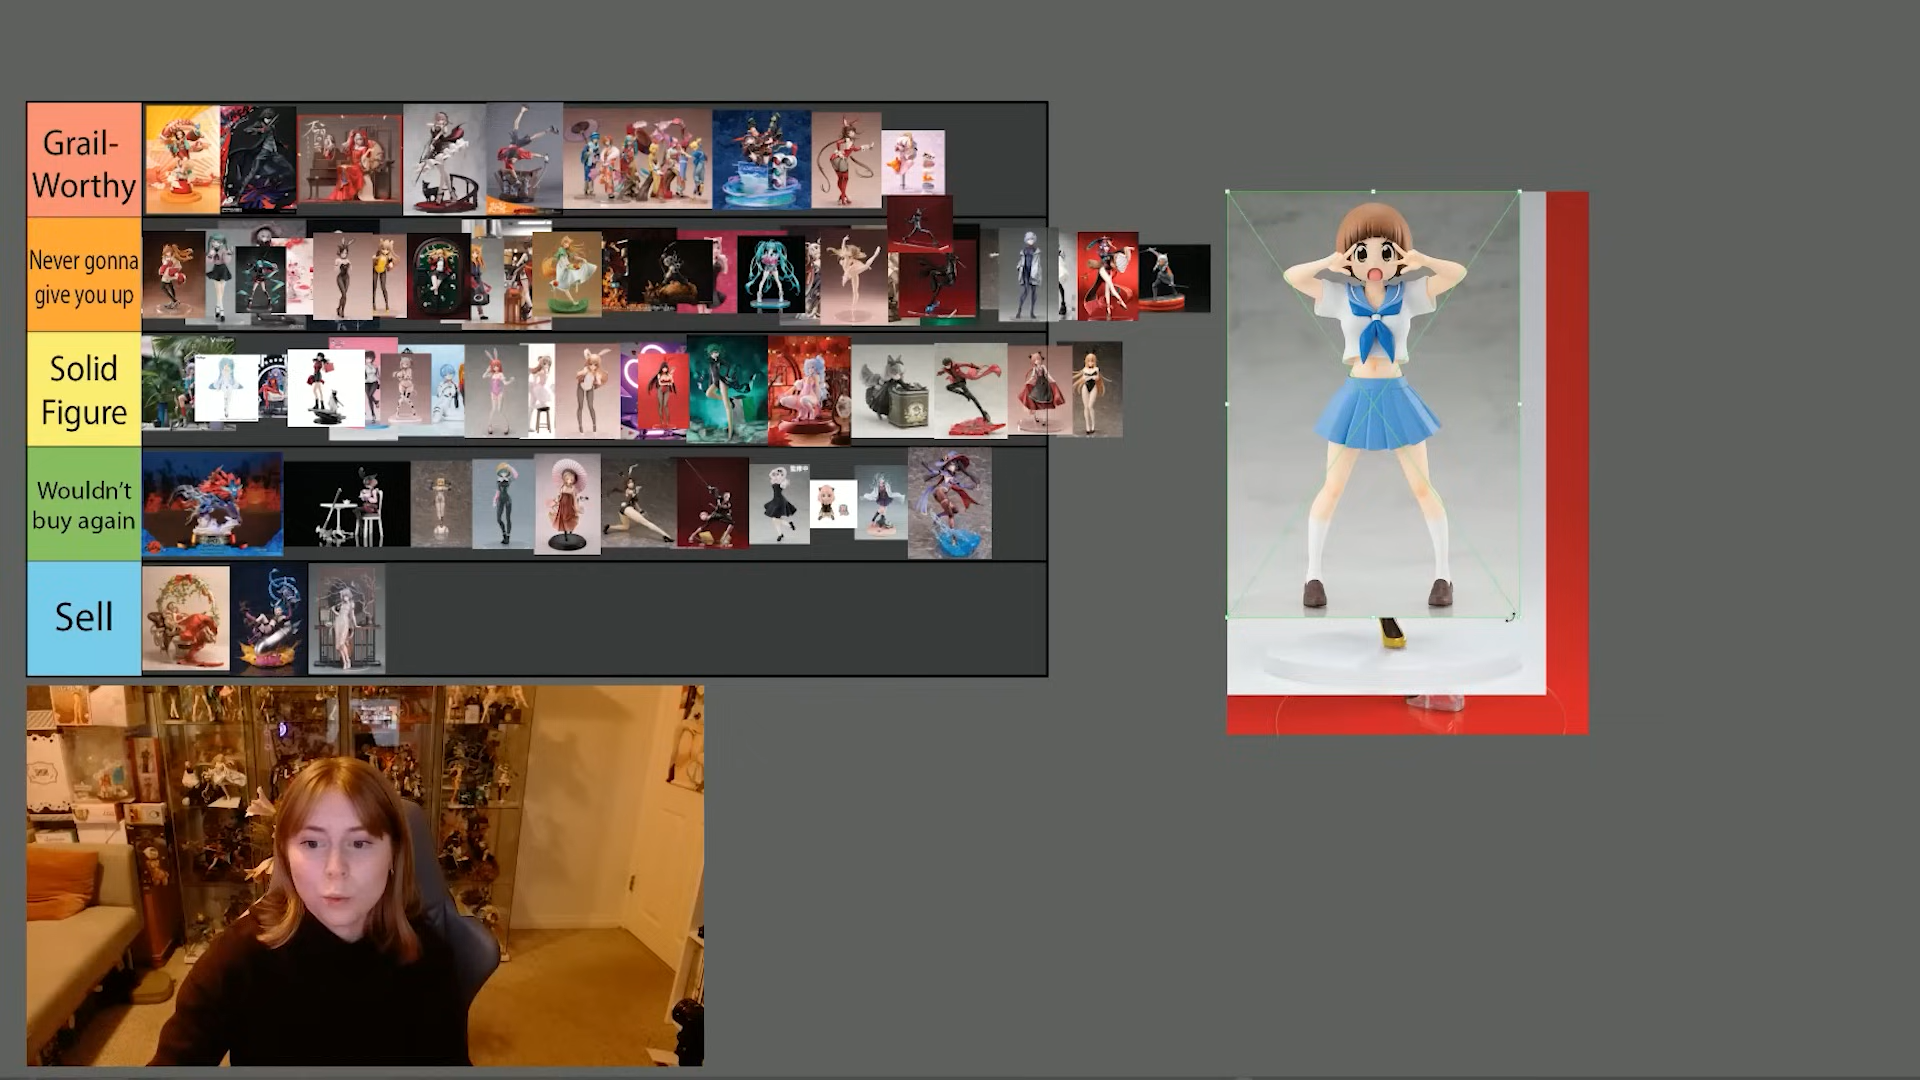 Grail-
Worthy
Never gonna
give you up
Solid
Figure
Wouldn't
buy again
Sell